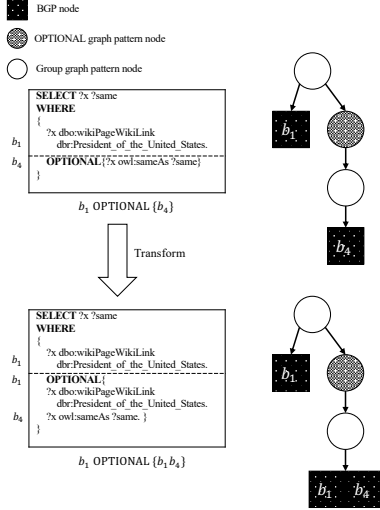 BGP node
OPTIONAL graph pattern node
Group graph pattern node
SELECT ?x ?same
WHERE
{
b1 ?x dbo:wikiPageWikiLink
dbr:President_of_the_United_States.
b4 OPTIONAL{?x owl:sameAs ?same}
}
b1 OPTIONAL {b4}
b1
b4
Transform
SELECT ?x ?same
WHERE
{
?x dbo:wikiPageWikiLink
b1 dbr:President_of_the_United_States.
b1 OPTIONAL{
?x dbo:wikiPageWikiLink
dbr:President_of_the_United_States.
b4 ?x owl:sameAs ?same. }
}
b1 OPTIONAL {b1b4}
b1
b1 b4